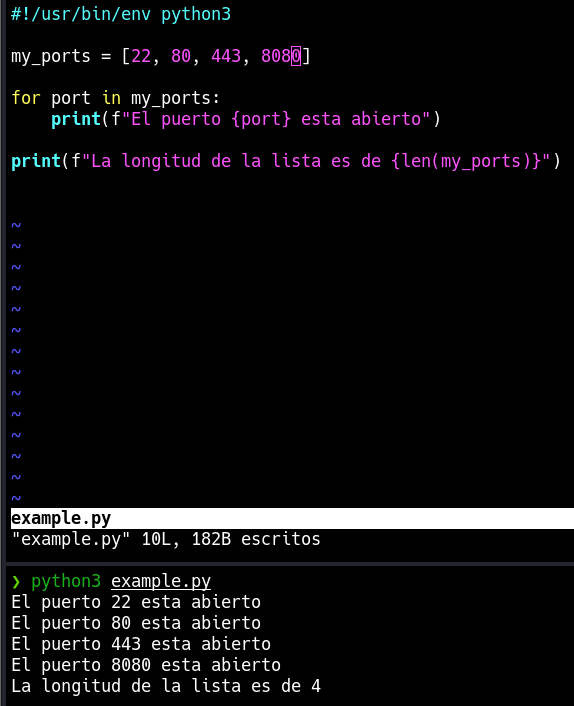 #!/usr/bin/env python3
my_ports = [22, 80, 443, 8080]
for port in my_ports:
    print(f"El puerto {port} esta abierto")
print(f"La longitud de la lista es de {len(my_ports)}")
~
~
~
~
~
~
~
~
~
~
~
~
~
~
example.py
"example.py" 10L, 182B escritos
❯ python3 example.py
El puerto 22 esta abierto
El puerto 80 esta abierto
El puerto 443 esta abierto
El puerto 8080 esta abierto
La longitud de la lista es de 4